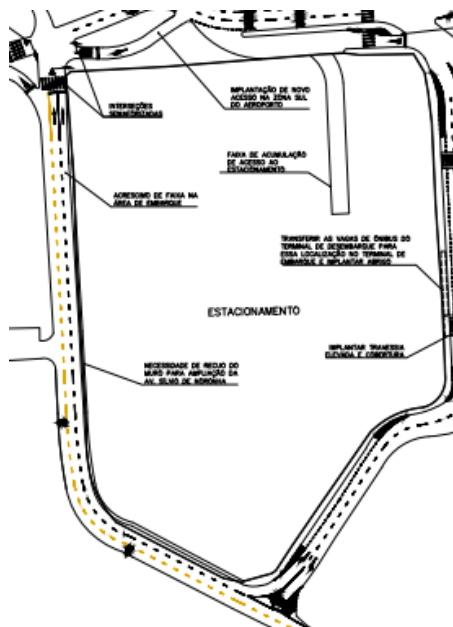 IMPLANTAÇÃO DE NOVO
ACESSO NA ZONA SUL
DO AEROPORTO
INTERSEÇÕES
SEMAFORIZADAS
FAIXA DE ACUMULAÇÃO
DE ACESSO AO
ESTACIONAMENTO
ACRESCIMO DE FAIXA NA
ÁREA DE EMBARQUE
TRANSFERIR AS VAGAS DE ÔNIBUS DO
TERMINAL DE DESEMBARQUE PARA
ESSA LOCALIZAÇÃO NO TERMINAL DE
EMBARQUE E IMPLANTAR ABRIGO
ESTACIONAMENTO
IMPLANTAR TRAVESSIA
ELEVADA E COBERTURA
NECESSIDADE DE RECUO DO
MURO PARA AMPLIAÇÃO DA
AV. SILVIO DE NORONHA